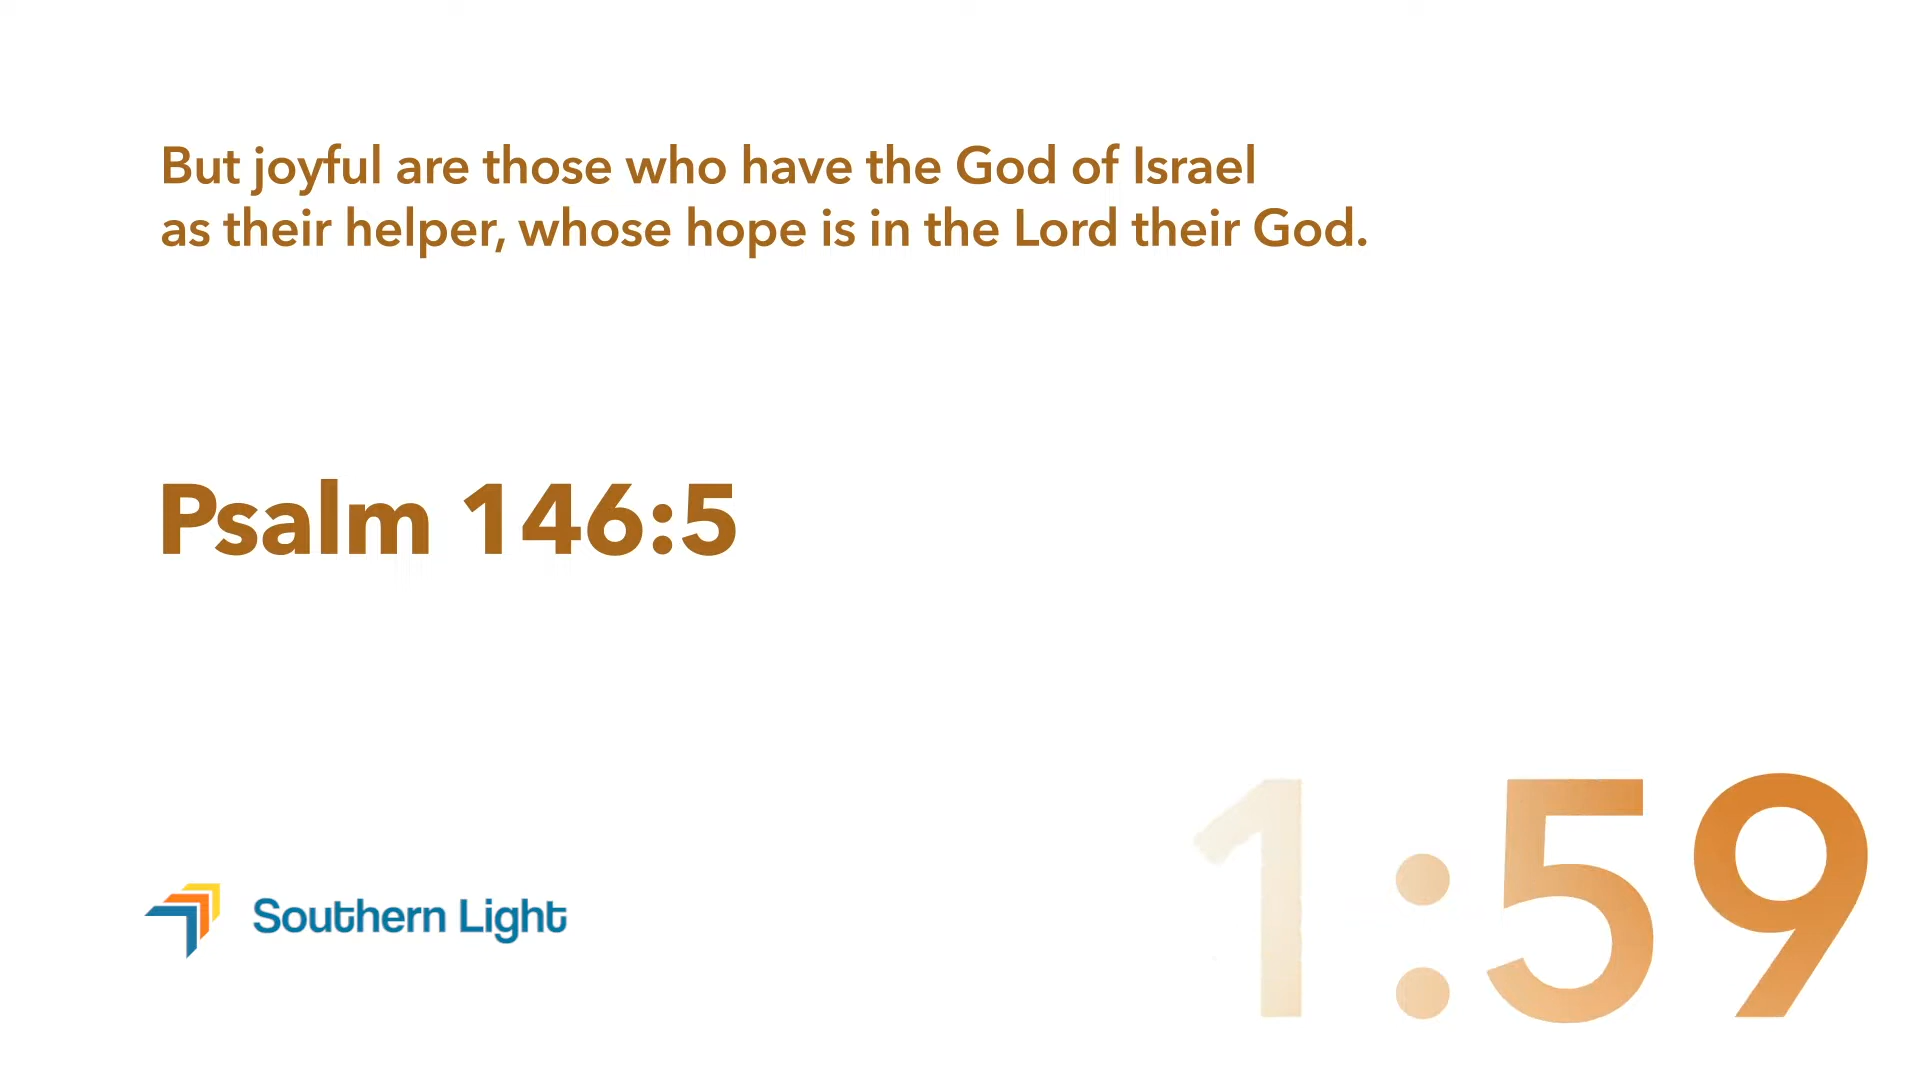 But joyful are those who have the God of Israel
as their helper, whose hope is in the Lord their God.
Psalm 146:5
Southern Light
1:59